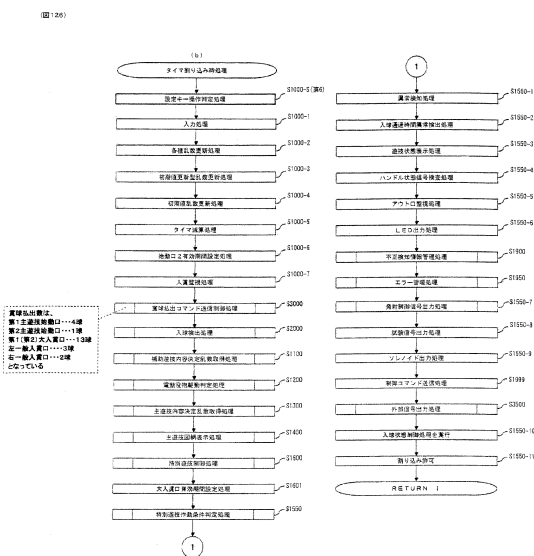 (図126)
(b)
タイマ割り込み時処理
設定キー操作判定処理
S1000-S(第6)
入力処理
S1000-1
各種乱数更新処理
S1000-2
初期値更新型乱数更新処理
S1000-3
初期値乱数更新処理
S1000-4
タイマ減算処理
S1000-5
始動口2有効期間設定処理
S1000-6
入賞監視処理
S1000-7
賞球払出コマンド送信制御処理
S3000
賞球払出数は、
第1主遊技始動口・・・4球
第2主遊技始動口・・・1球
第1(第2)大入賞口・・・13球
左一般入賞口・・・・3球
右一般入賞口・・・2球
となっている
入球検出処理
S2000
補助遊技内容決定乱数取得処理
S1100
電動役物駆動判定処理
S1200
主遊技内容決定乱数取得処理
S1300
主遊技図柄表示処理
S1400
特別遊技制御処理
S1600
大入賞口有効期間設定処理
S1601
特別遊技作動条件判定処理
S1550
1
1
異常検知処理
S1550-1
入球通過時間異常検出処理
S1550-2
遊技状態表示処理
S1550-3
ハンドル状態信号検査処理
S1550-4
アウト口監視処理
S1550-5
LED出力処理
S1550-6
不正検知情報管理処理
S1900
エラー管理処理
S1950
発射制御信号出力処理
S1550-7
試験信号出力処理
S1550-8
ソレノイド出力処理
S1550-9
制御コマンド送信処理
S1999
外部信号出力処理
S3500
入球状態制御処理を実行
S1550-10
割り込み許可
S1550-11
RETURN I